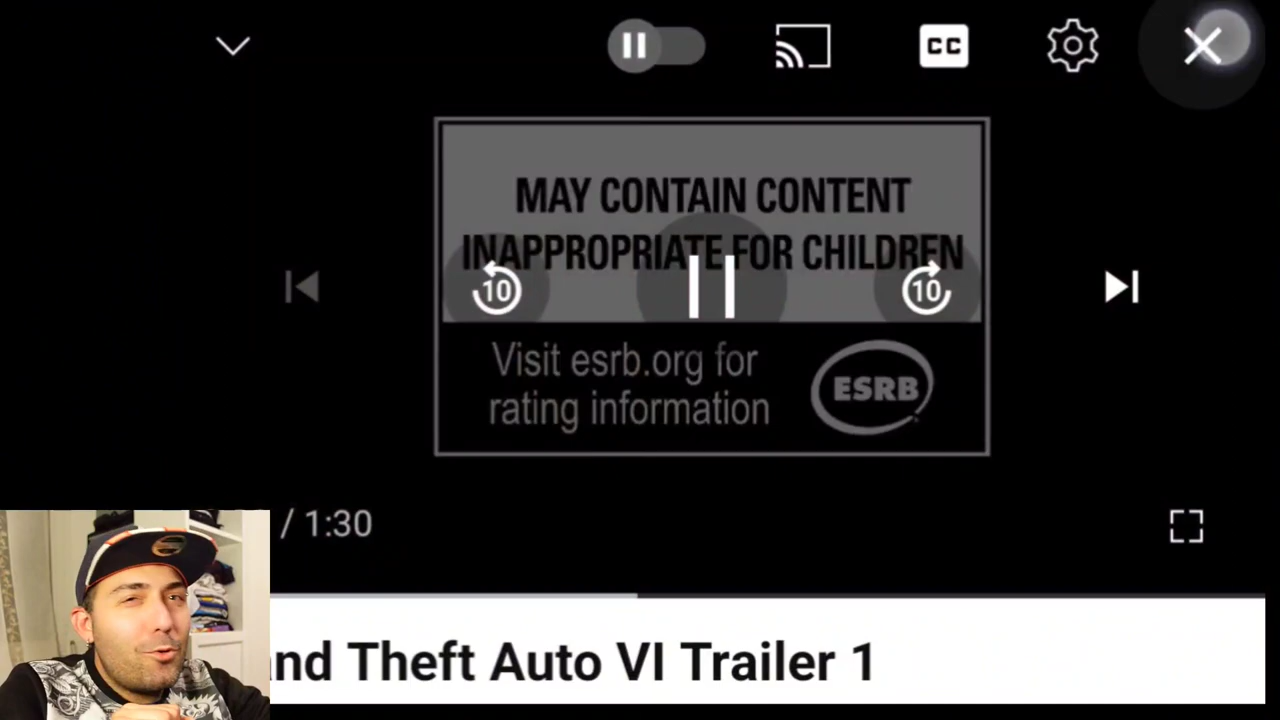 CC
MAY CONTAIN CONTENT
INAPPROPRIATE FOR CHILDREN
10
10
Visit esrb.org for
rating information
ESRB
/ 1:30
and Theft Auto VI Trailer 1